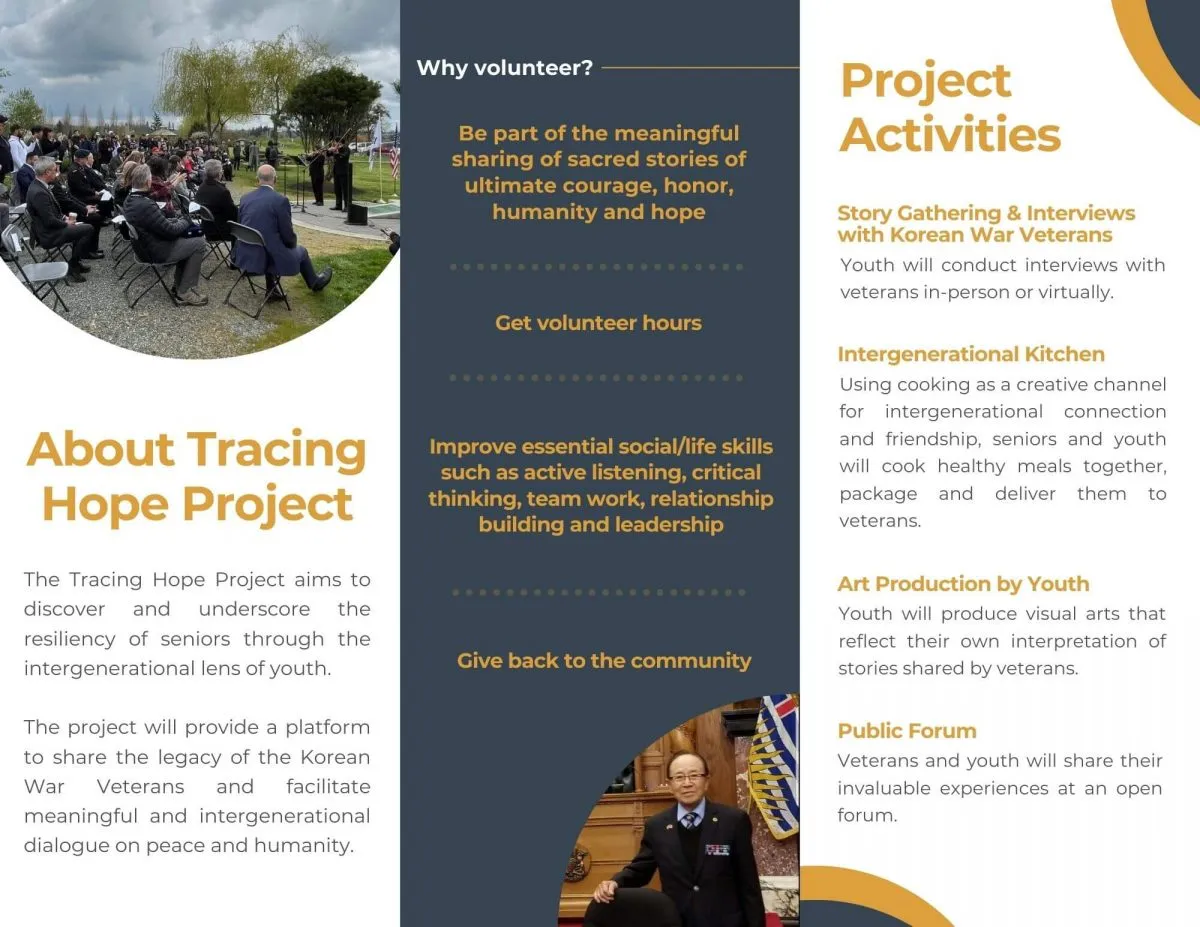 About Tracing
Hope Project
The Tracing Hope Project aims to
discover and underscore the
resiliency of seniors through the
intergenerational lens of youth.
The project will provide a platform
to share the legacy of the Korean
War Veterans and facilitate
meaningful and intergenerational
dialogue on peace and humanity.
Why volunteer?
Be part of the meaningful
sharing of sacred stories of
ultimate courage, honor,
humanity and hope
Get volunteer hours
Improve essential social/life skills
such as active listening, critical
thinking, team work, relationship
building and leadership
Give back to the community
Project
Activities
Story Gathering & Interviews
with Korean War Veterans
Youth will conduct interviews with
veterans in-person or virtually.
Intergenerational Kitchen
Using cooking as a creative channel
for intergenerational connection
and friendship, seniors and youth
will cook healthy meals together,
package and deliver them to
veterans.
Art Production by Youth
Youth will produce visual arts that
reflect their own interpretation of
stories shared by veterans.
Public Forum
Veterans and youth will share their
invaluable experiences at an open
forum.